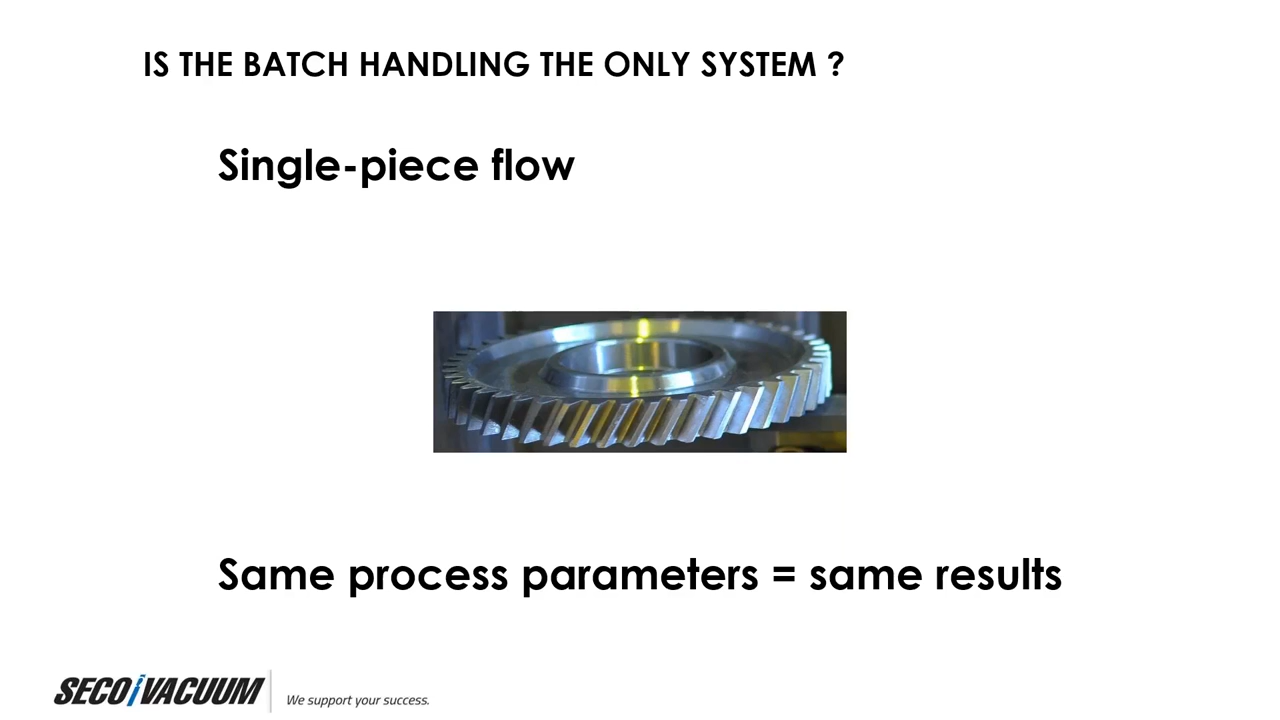 IS THE BATCH HANDLING THE ONLY SYSTEM ?
Single-piece flow
Same process parameters = same results
SECO/VACUUM
We support your success.